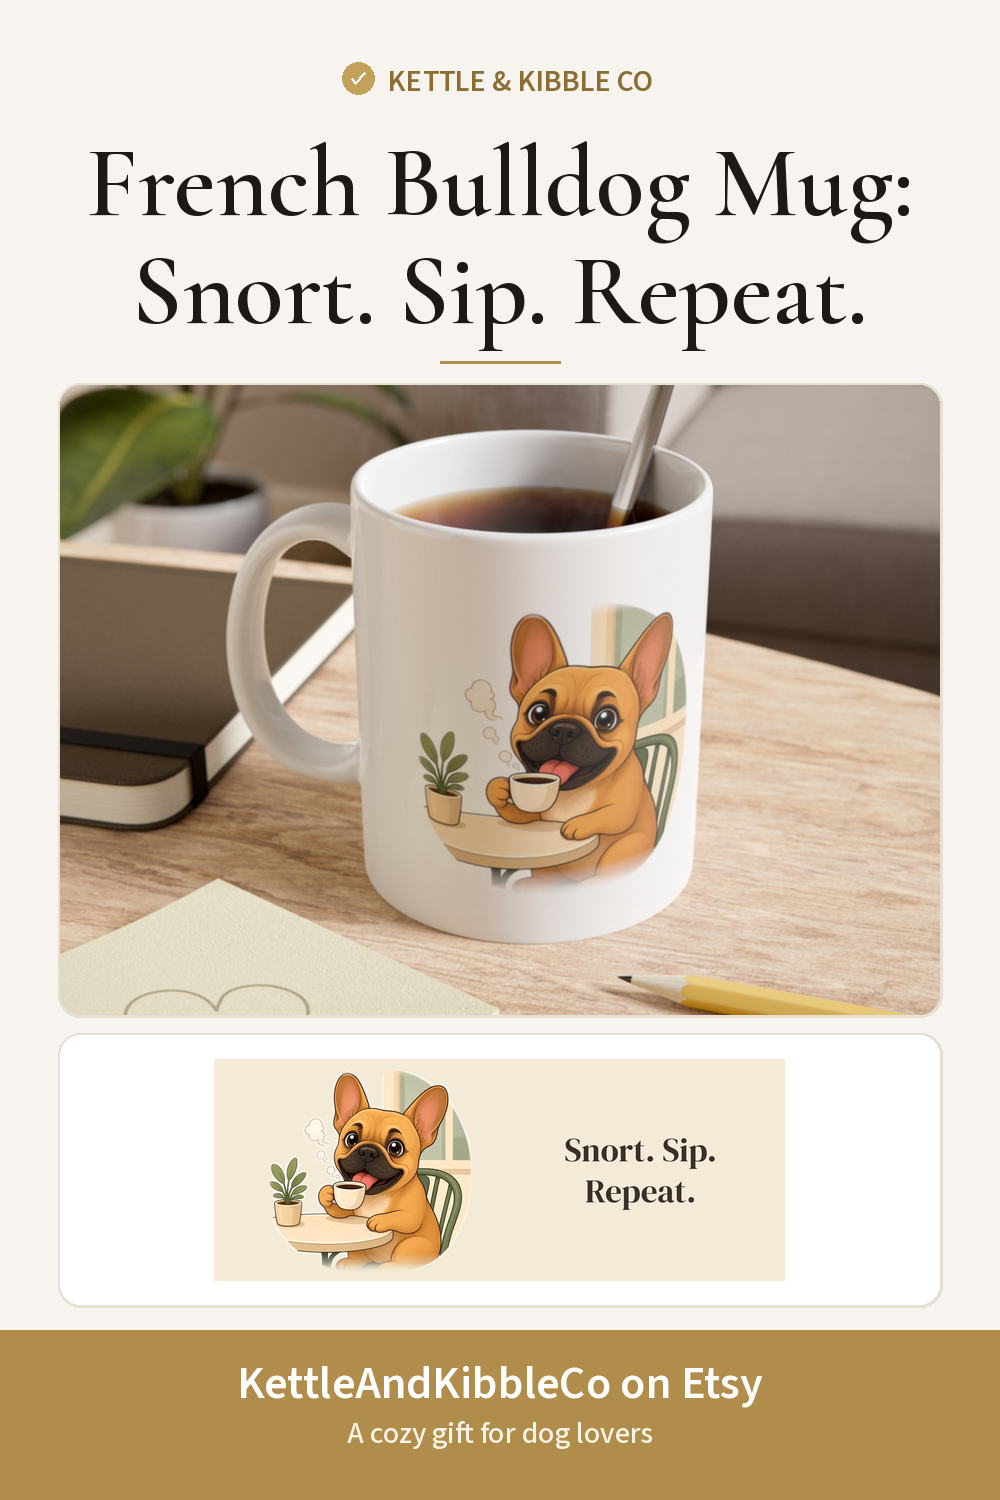 KETTLE & KIBBLE CO
French Bulldog Mug:
Snort. Sip. Repeat.
Snort. Sip.
Repeat.
KettleAndKibbleCo on Etsy
A cozy gift for dog lovers